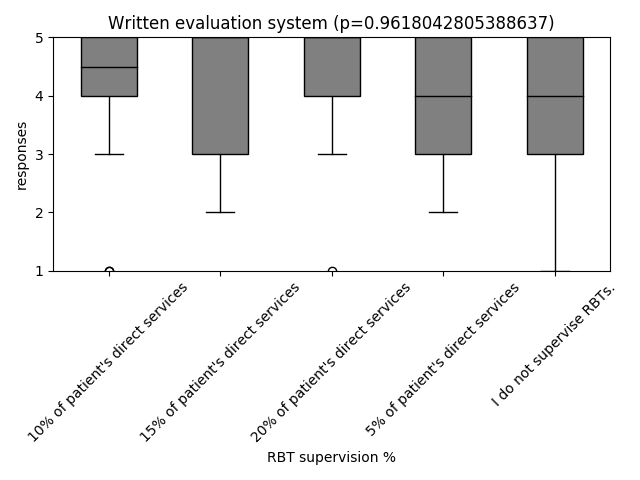 Written evaluation system (p=0.9618042805388637)
responses
5
4
3
2
1
10% of patient's direct services
15% of patient's direct services
20% of patient's direct services
5% of patient's direct services
I do not supervise RBTs.
RBT supervision %